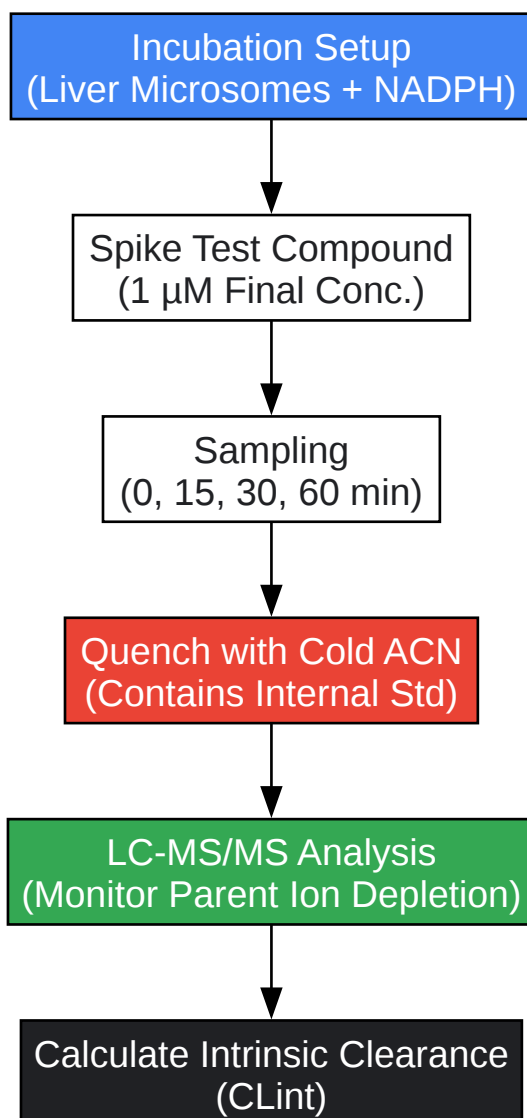 Incubation Setup
(Liver Microsomes + NADPH)
Spike Test Compound
(1 µM Final Conc.)
Sampling
(0, 15, 30, 60 min)
Quench with Cold ACN
(Contains Internal Std)
LC-MS/MS Analysis
(Monitor Parent Ion Depletion)
Calculate Intrinsic Clearance
(CLint)